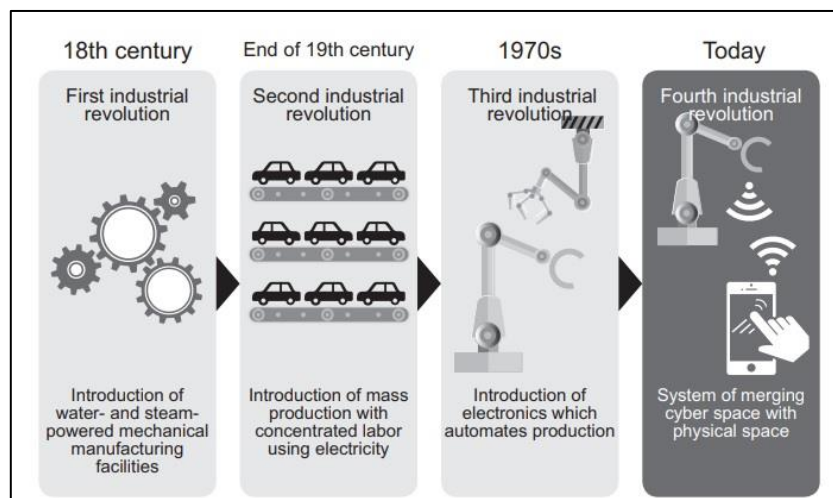 18th century
First industrial
revolution
Introduction of
water- and steam-
powered mechanical
manufacturing
facilities
End of 19th century
Second industrial
revolution
Introduction of mass
production with
concentrated labor
using electricity
1970s
Third industrial
revolution
Introduction of
electronics which
automates production
Today
Fourth industrial
revolution
System of merging
cyber space with
physical space